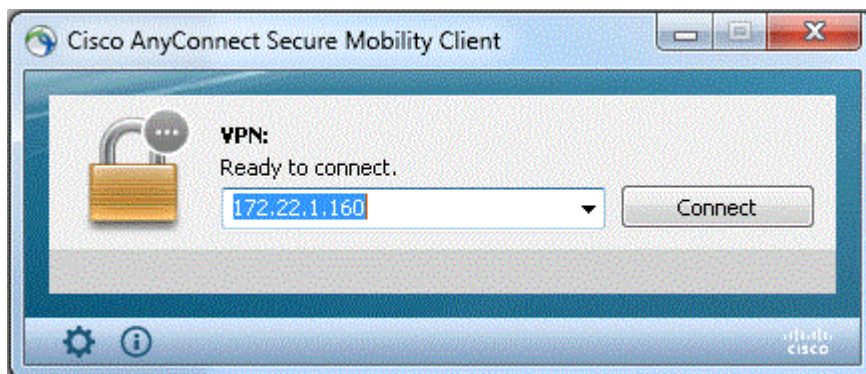 Cisco AnyConnect Secure Mobility Client
VPN:
Ready to connect.
172.22.1.160
Connect
cisco